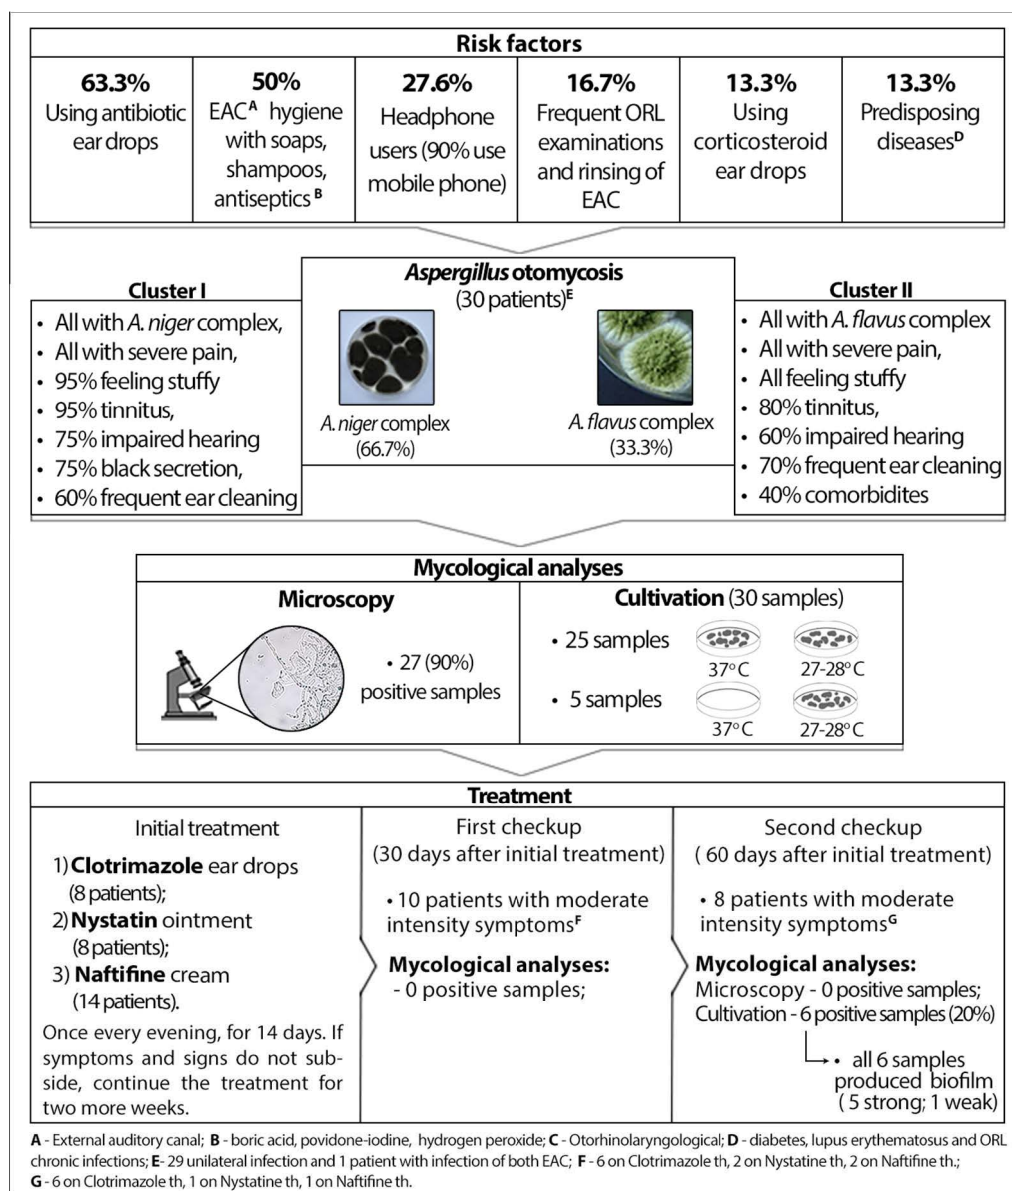 Risk factors
63.3%
Using antibiotic
ear drops
50%
EACᴬ hygiene
with soaps,
shampoos,
antiseptics ᴮ
27.6%
Headphone
users (90% use
mobile phone)
16.7%
Frequent ORL
examinations
and rinsing of
EAC
13.3%
Using
corticosteroid
ear drops
13.3%
Predisposing
diseasesᴰ
Aspergillus otomycosis
(30 patients)ᴱ
A. niger complex
(66.7%)
A. flavus complex
(33.3%)
Cluster I
• All with A. niger complex,
• All with severe pain,
• 95% feeling stuffy
• 95% tinnitus,
• 75% impaired hearing
• 75% black secretion,
• 60% frequent ear cleaning
Cluster II
• All with A. flavus complex
• All with severe pain,
• All feeling stuffy
• 80% tinnitus,
• 60% impaired hearing
• 70% frequent ear cleaning
• 40% comorbidites
Mycological analyses
Microscopy
• 27 (90%)
positive samples
Cultivation (30 samples)
• 25 samples
37°C
27-28°C
• 5 samples
37°C
27-28°C
Treatment
Initial treatment
1) Clotrimazole ear drops
(8 patients);
2) Nystatin ointment
(8 patients);
3) Naftifine cream
(14 patients).
Once every evening, for 14 days. If
symptoms and signs do not sub-
side, continue the treatment for
two more weeks.
First checkup
(30 days after initial treatment)
• 10 patients with moderate
intensity symptomsF
Mycological analyses:
- 0 positive samples;
Second checkup
( 60 days after initial treatment)
• 8 patients with moderate
intensity symptomsG
Mycological analyses:
Microscopy - 0 positive samples;
Cultivation - 6 positive samples (20%)
• all 6 samples
produced biofilm
( 5 strong; 1 weak)
A - External auditory canal; B - boric acid, povidone-iodine, hydrogen peroxide; C - Otorhinolaryngological; D - diabetes, lupus erythematosus and ORL
chronic infections; E- 29 unilateral infection and 1 patient with infection of both EAC; F - 6 on Clotrimazole th, 2 on Nystatine th, 2 on Naftifine th.;
G - 6 on Clotrimazole th, 1 on Nystatine th, 1 on Naftifine th.